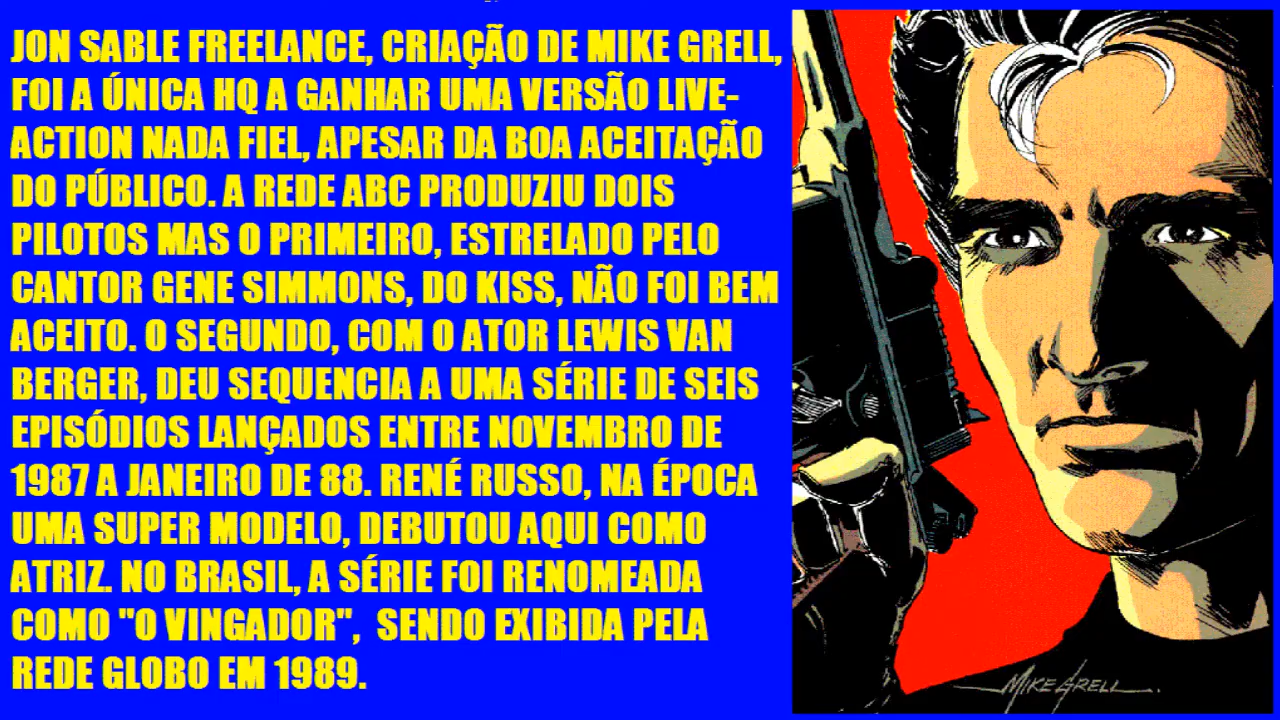 JON SABLE FREELANCE, CRIAÇÃO DE MIKE GRELL,
FOI A ÚNICA HQ A GANHAR UMA VERSÃO LIVE-
ACTION NADA FIEL, APESAR DA BOA ACEITAÇÃO
DO PÚBLICO. A REDE ABC PRODUZIU DOIS
PILOTOS MAS O PRIMEIRO, ESTRELADO PELO
CANTOR GENE SIMMONS, DO KISS, NÃO FOI BEM
ACEITO. O SEGUNDO, COM O ATOR LEWIS VAN
BERGER, DEU SEQUENCIA A UMA SÉRIE DE SEIS
EPISÓDIOS LANÇADOS ENTRE NOVEMBRO DE
1987 A JANEIRO DE 88. RENÉ RUSSO, NA ÉPOCA
UMA SUPER MODELO, DEBUTOU AQUI COMO
ATRIZ. NO BRASIL, A SÉRIE FOI RENOMEADA
COMO "O VINGADOR", SENDO EXIBIDA PELA
REDE GLOBO EM 1989.
MIKE GRELL